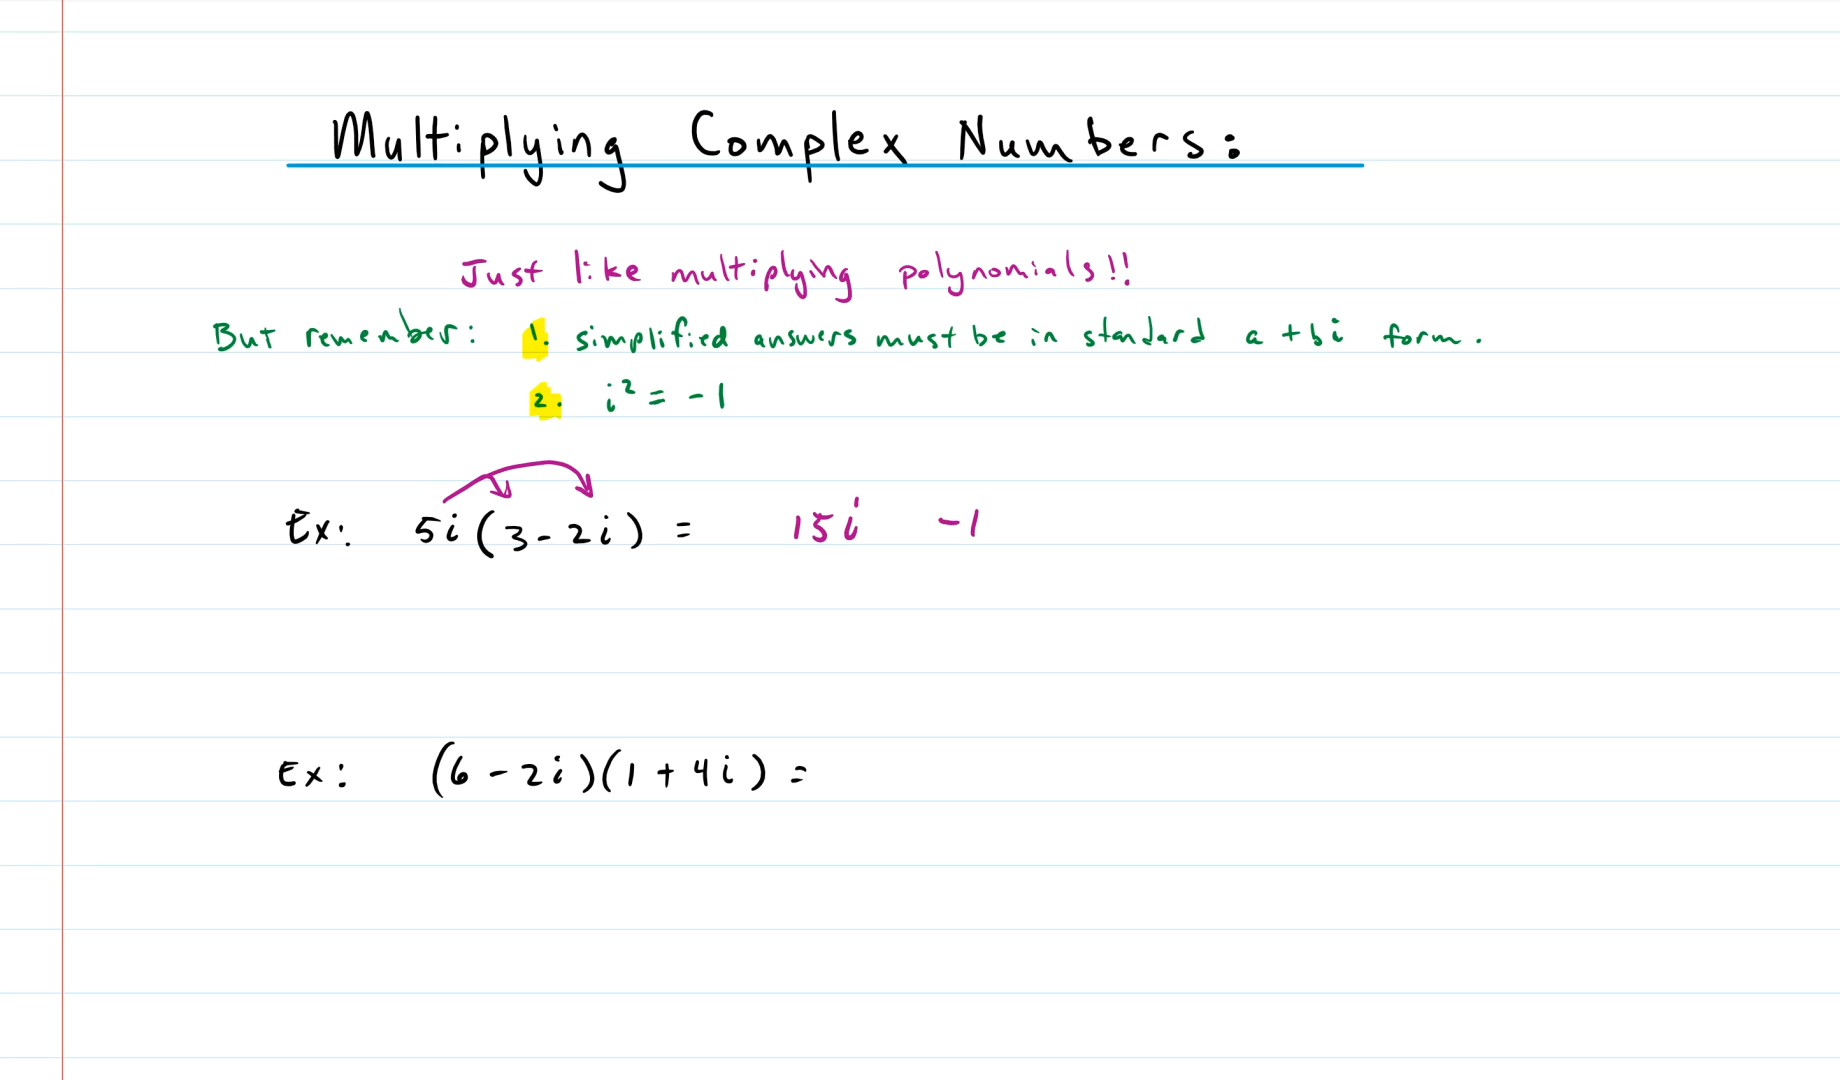 Multiplying Complex Numbers:
Just like multiplying polynomials!!
But remember: 1. simplified answers must be in standard a + bi form.
2. i² = -1
Ex: 5i(3-2i) = 15i -1
Ex: (6-2i)(1+4i) =